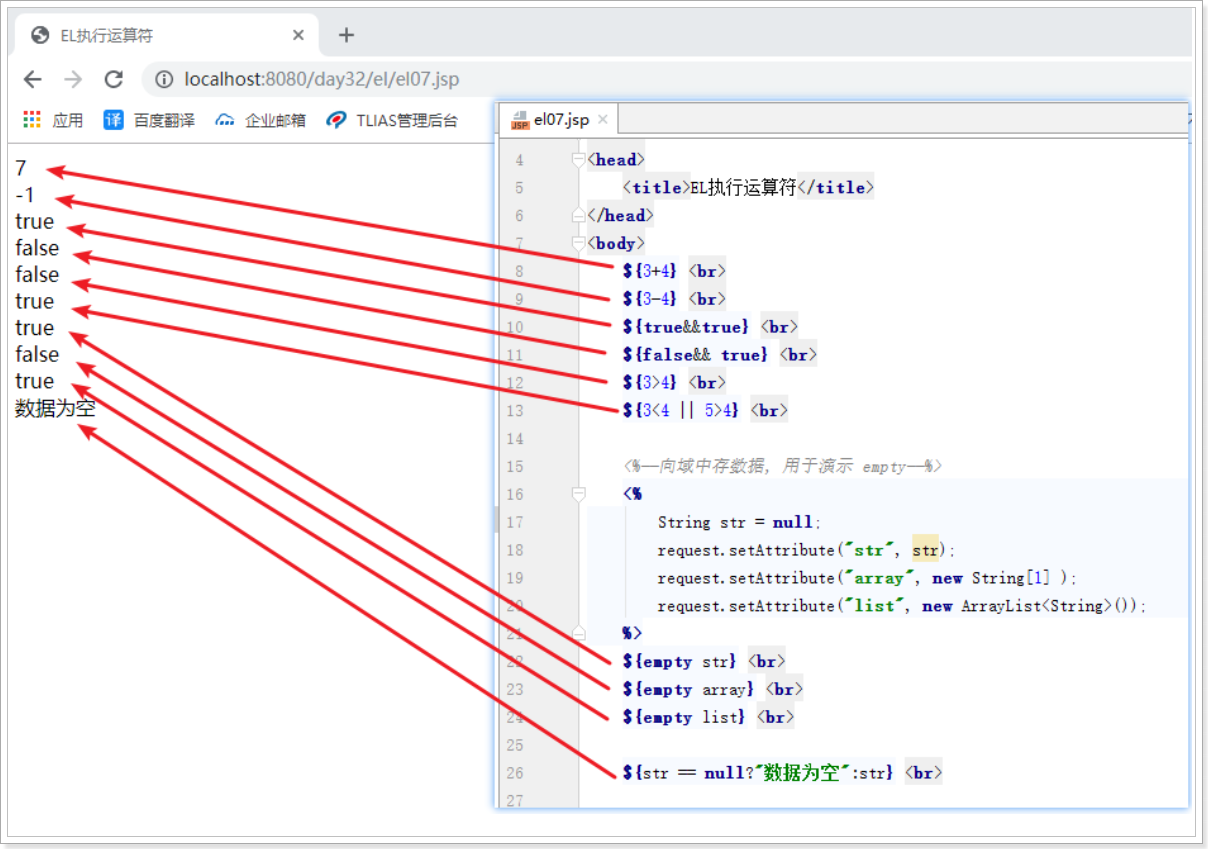 EL执行运算符
localhost:8080/day32/el/el07.jsp
应用 译 百度翻译 企业邮箱 TLIAS管理后台
7
-1
true
false
false
true
true
false
true
数据为空
JSP el07.jsp
4 <head>
5 <title>EL执行运算符</title>
6 </head>
7 <body>
8 ${3+4} <br>
9 ${3-4} <br>
10 ${true&&true} <br>
11 ${false&& true} <br>
12 ${3>4} <br>
13 ${3<4 || 5>4} <br>
14
15 <%--向域中存数据, 用于演示 empty--%>
16 <%
17 String str = null;
18 request.setAttribute("str", str);
19 request.setAttribute("array", new String[1] );
20 request.setAttribute("list", new ArrayList<String>());
21 %>
22 ${empty str} <br>
23 ${empty array} <br>
24 ${empty list} <br>
25
26 ${str == null?"数据为空":str} <br>
27